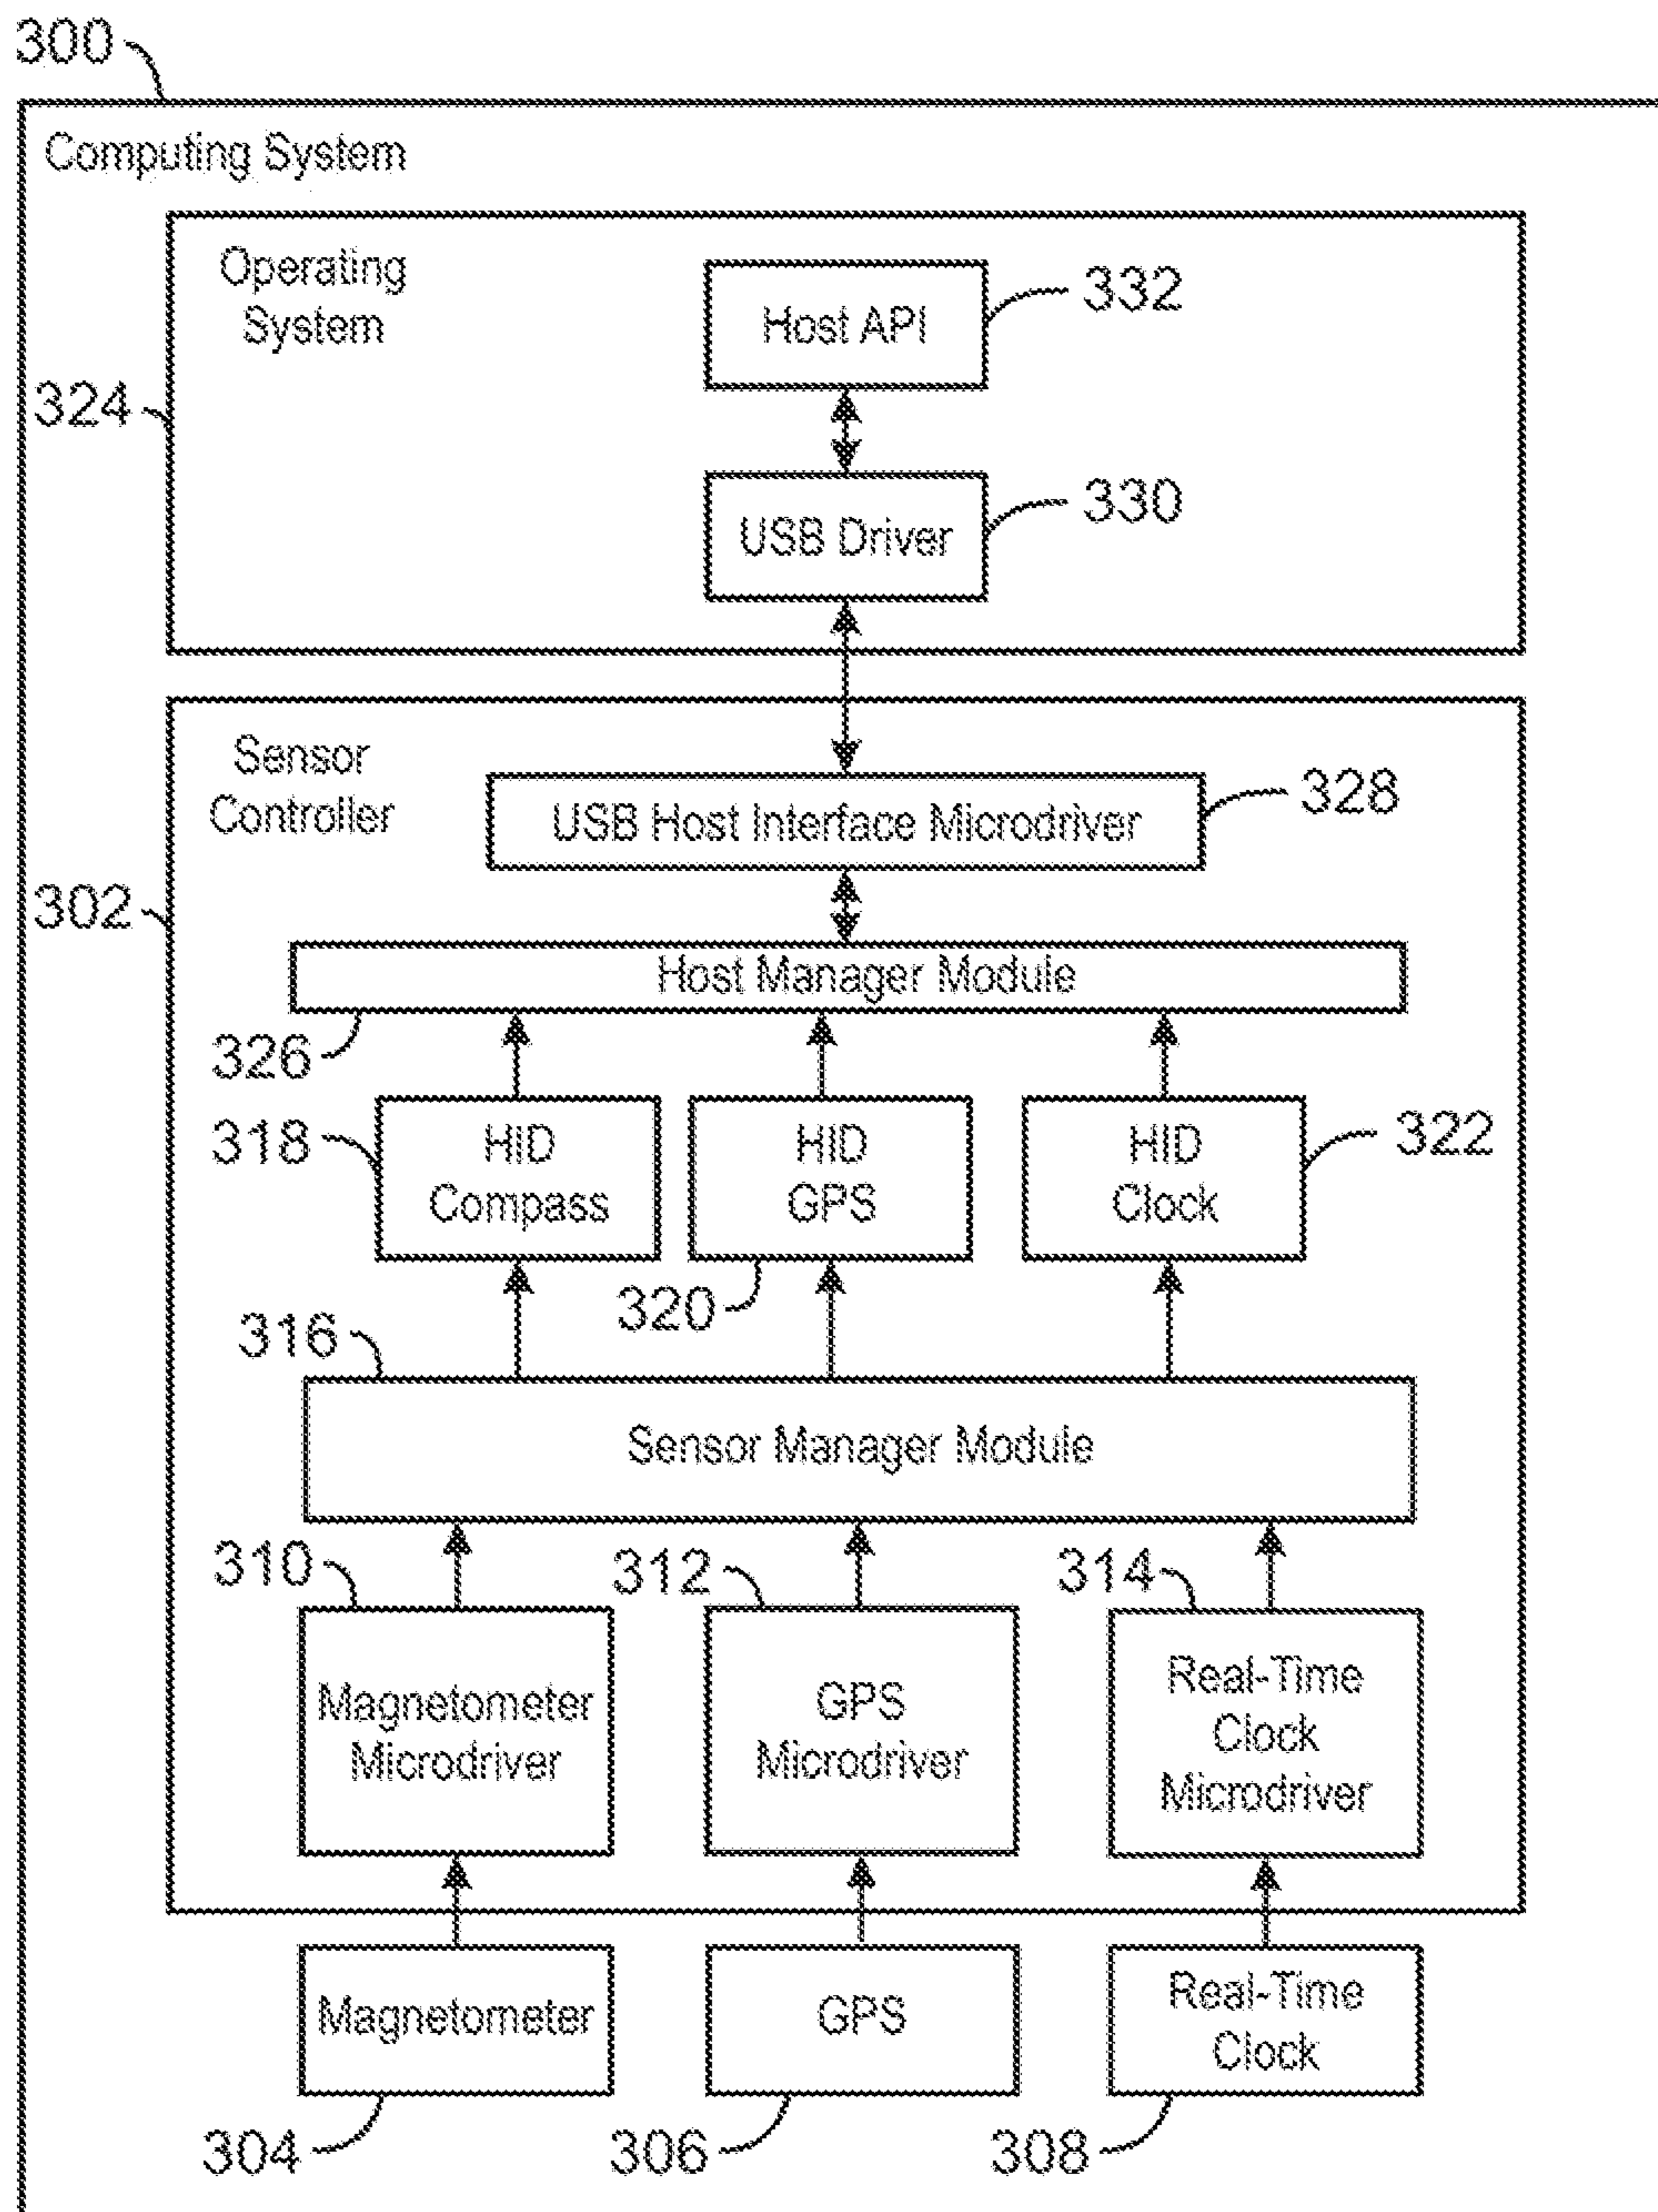 300
Computing System
Operating
System
Host API
332
324
USB Driver
330
Sensor
Controller
USB Host Interface Microdriver
328
302
Host Manager Module
326
318
HID
Compass
HID
GPS
HID
Clock
322
320
316
Sensor Manager Module
310
312
314
Magnetometer
Microdriver
GPS
Microdriver
Real-Time
Clock
Microdriver
Magnetometer
GPS
Real-Time
Clock
304
306
308